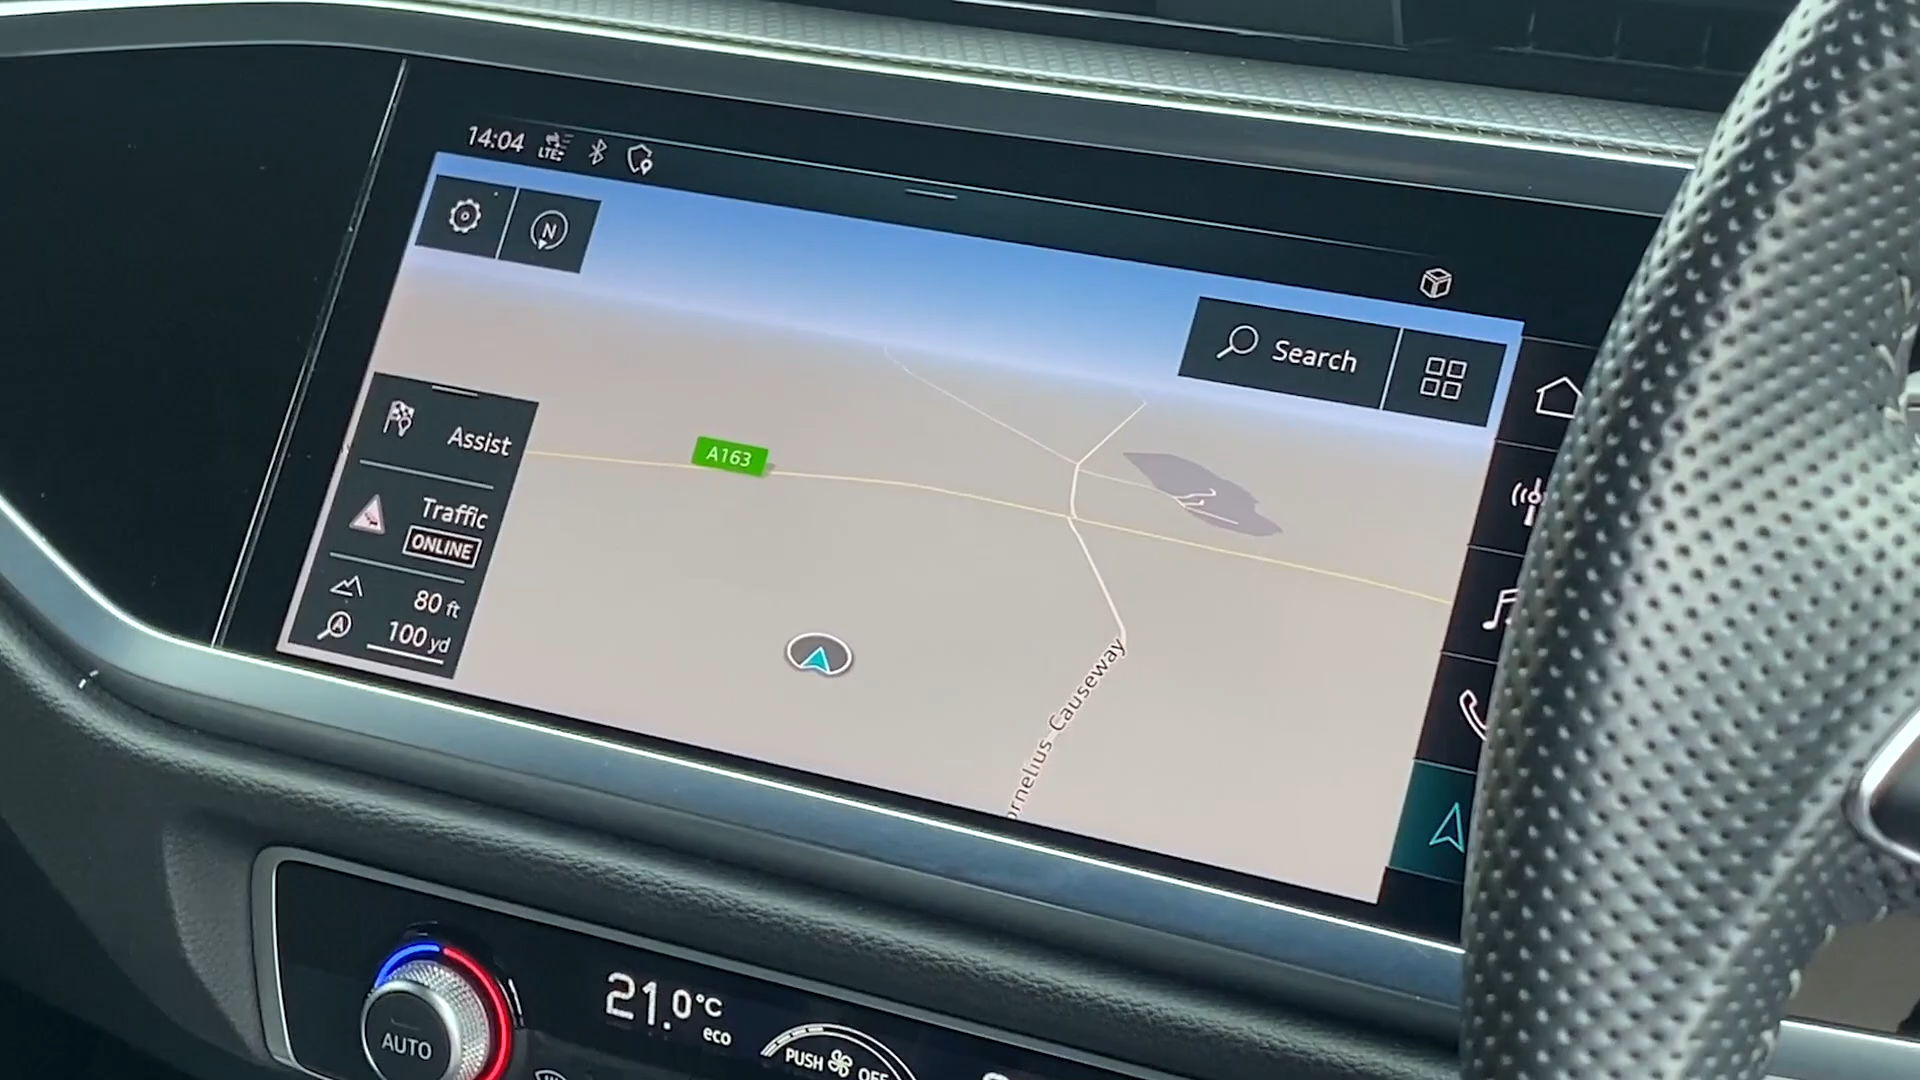 14:04
LTE
N
Search
Assist
A163
Traffic
ONLINE
80 ft
100 yd
A
Causeway
21.0°C
eco
AUTO
PUSH OFF